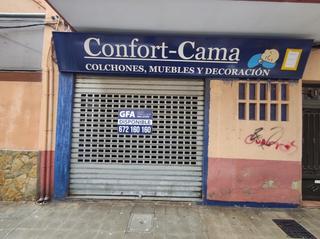 Confort-Cama
COLCHONES, MUEBLES Y DECORACIÓN
GFA
DISPONIBLE
672 160 160